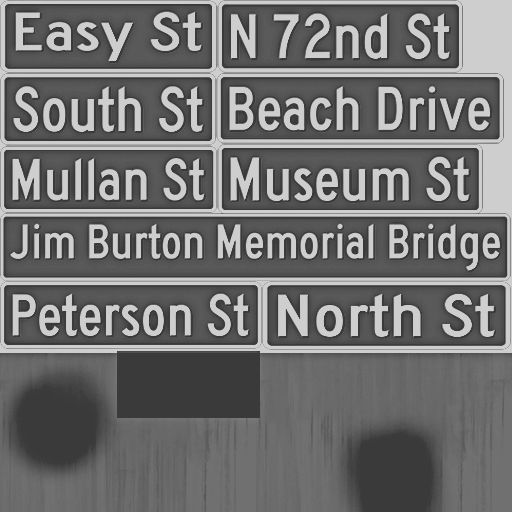 Easy St
N 72nd St
South St
Beach Drive
Mullan St
Museum St
Jim Burton Memorial Bridge
Peterson St
North St